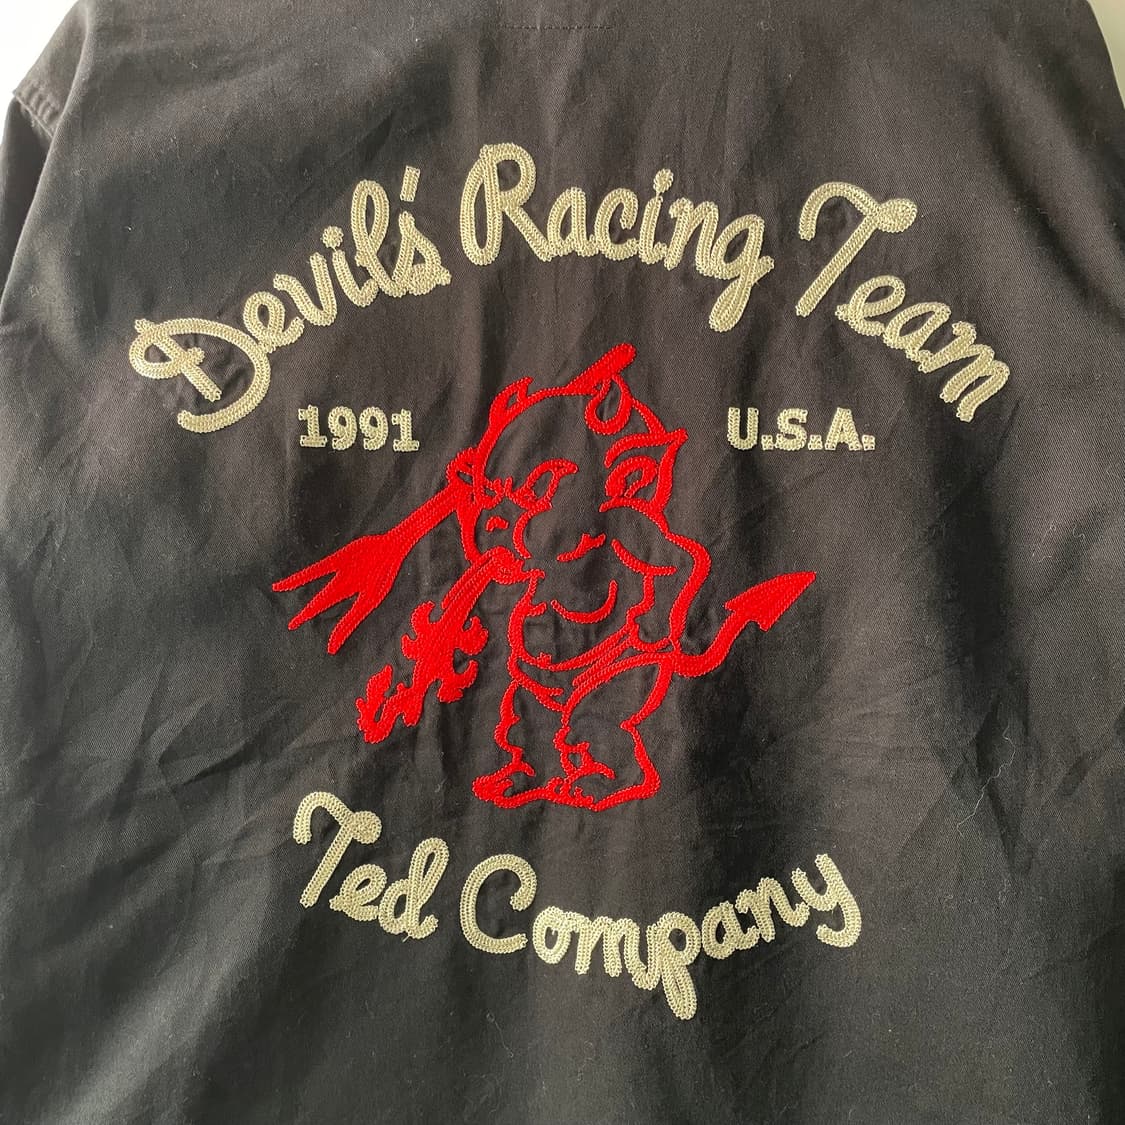 Devil's Racing Team
1991 U.S.A.
Ted Company